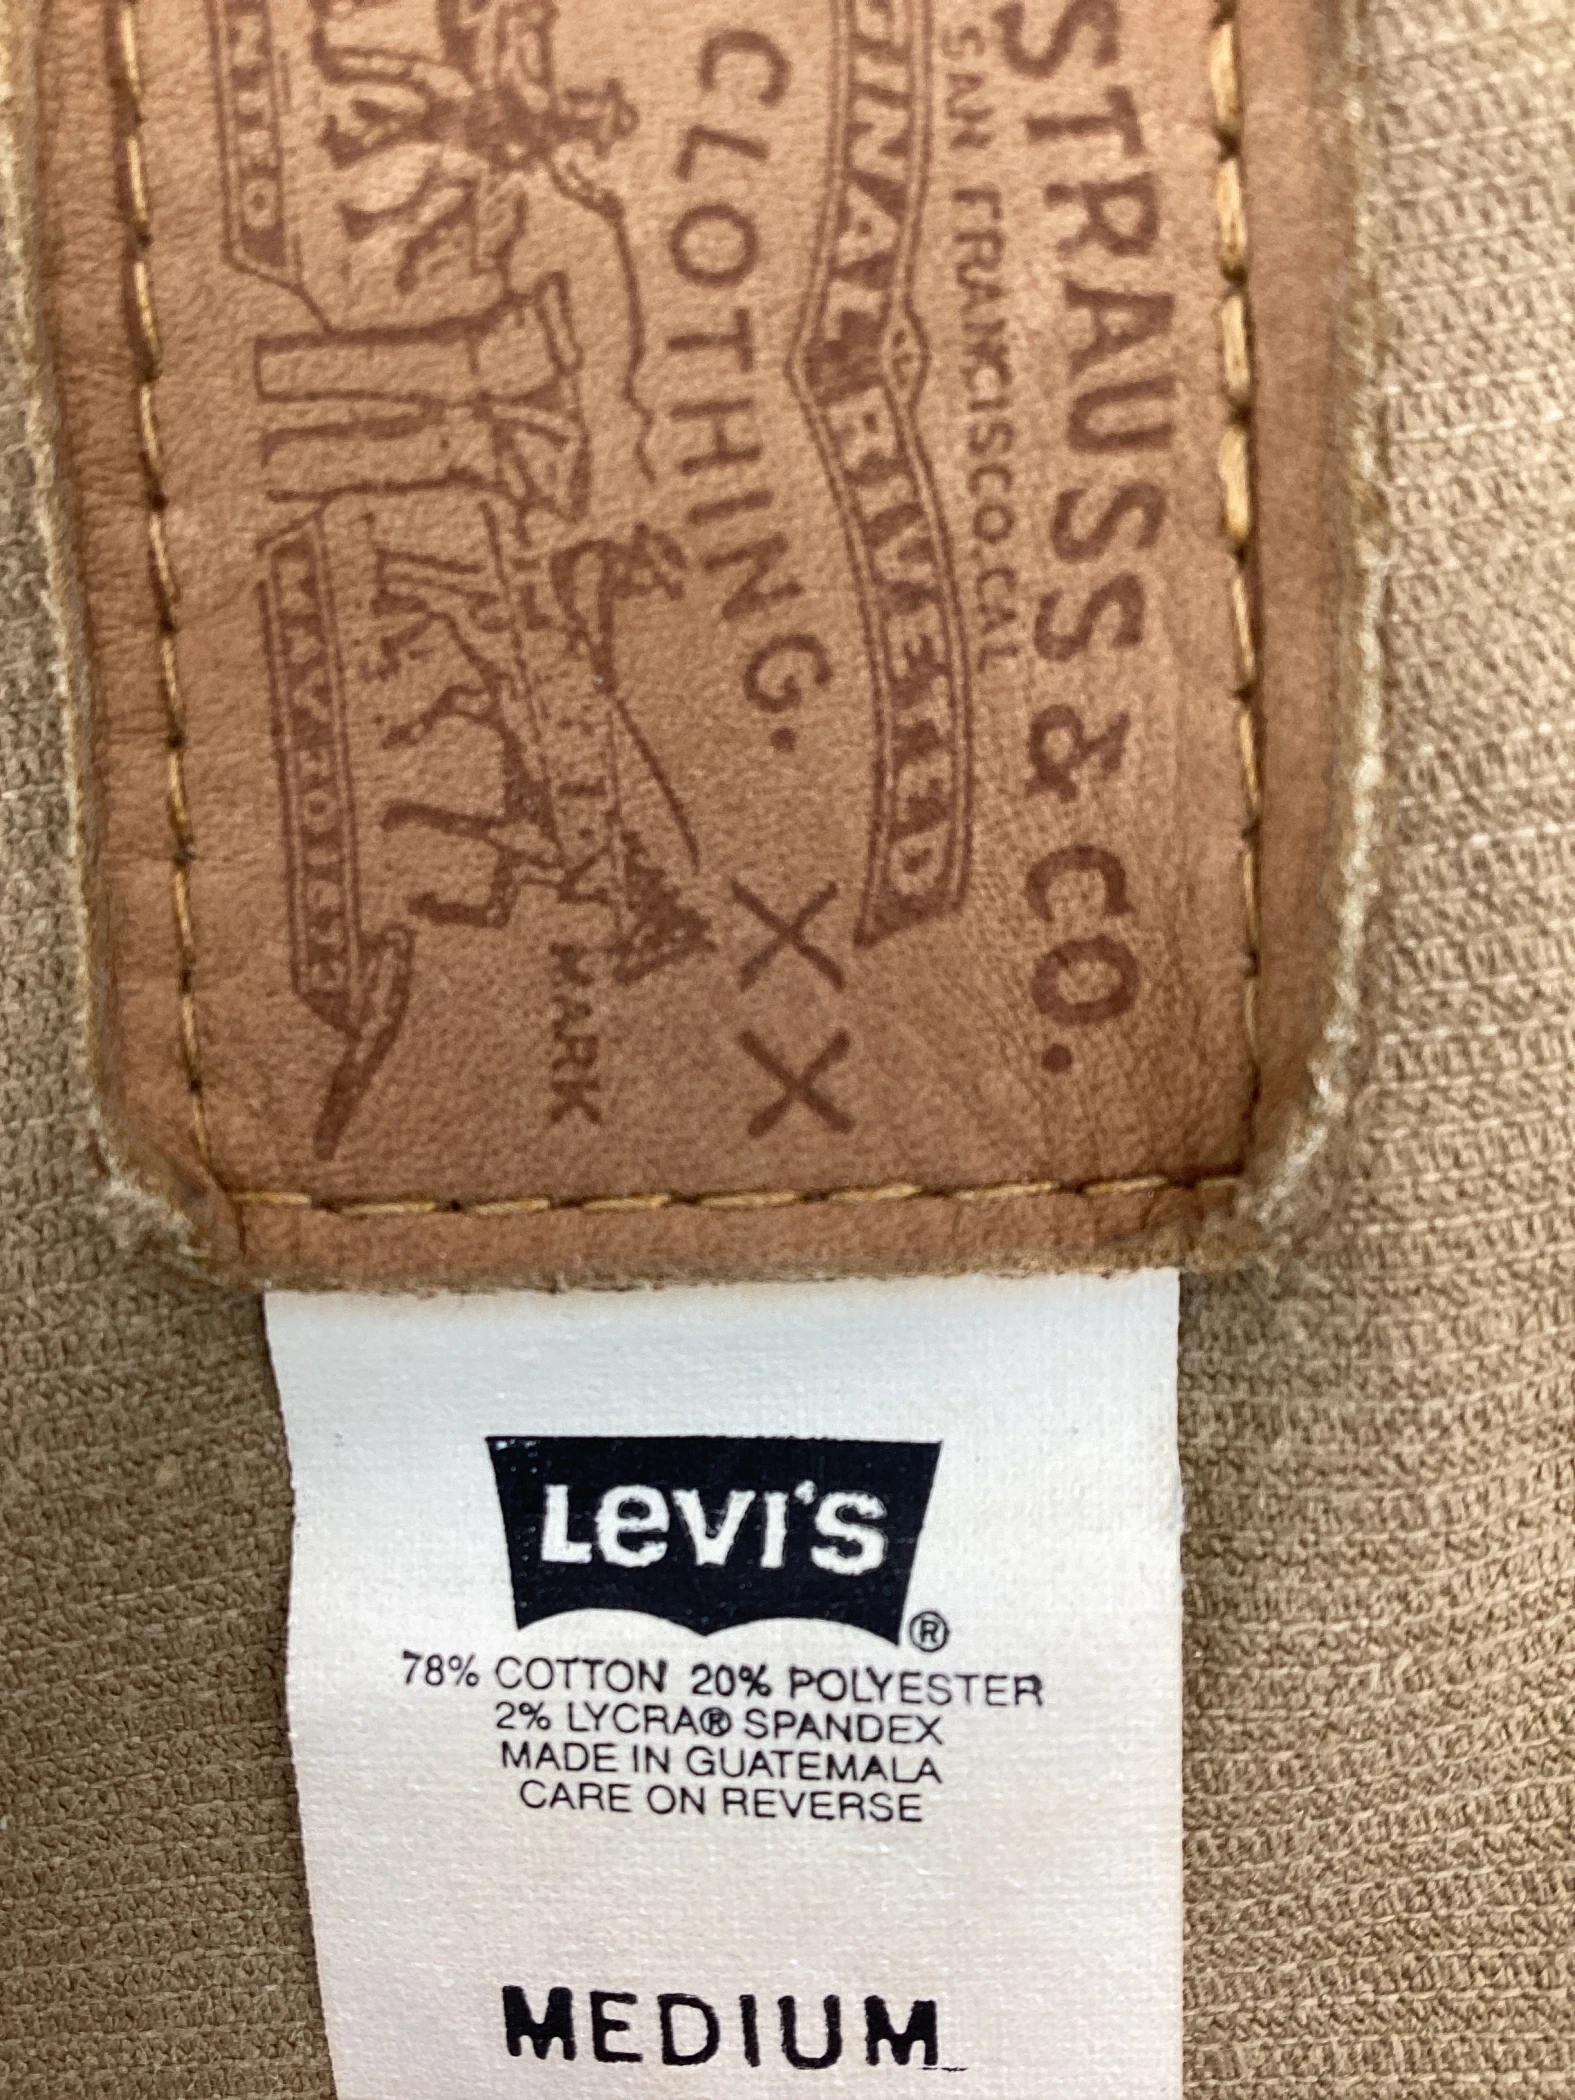 STRAUSS & CO.
SAN FRANCISCO.CAL
RIVETED
CLOTHING.
XX
MARK
LEVI'S®
78% COTTON 20% POLYESTER
2% LYCRA® SPANDEX
MADE IN GUATEMALA
CARE ON REVERSE
MEDIUM